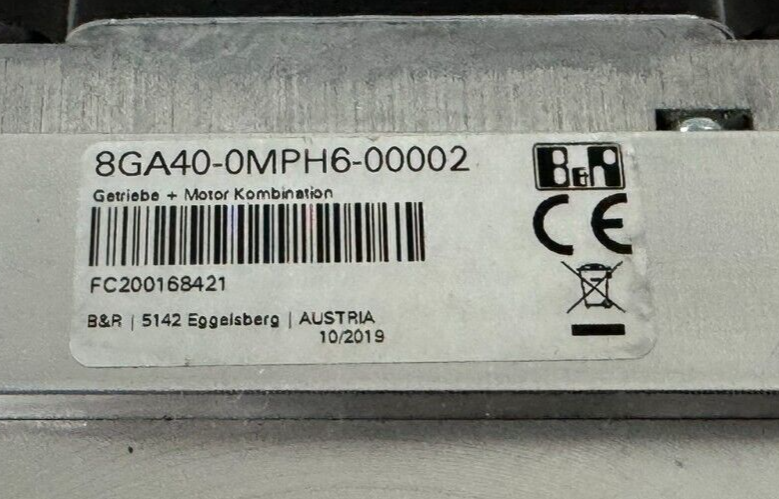 8GA40-0MPH6-00002
B&R
Getriebe + Motor Kombination
CE
FC200168421
B&R | 5142 Eggelsberg | AUSTRIA
10/2019